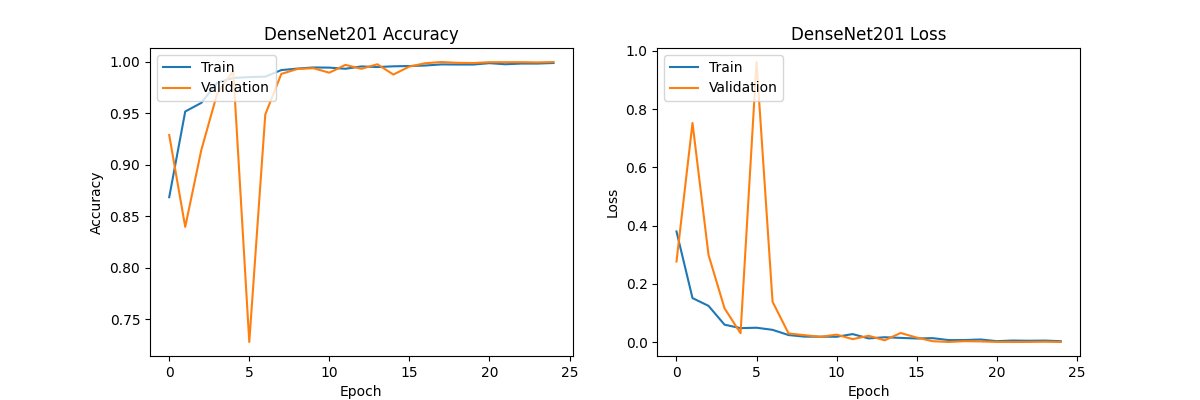 DenseNet201 Accuracy
Train
Validation
1.00
0.95
0.90
0.85
0.80
0.75
Accuracy
0 5 10 15 20 25
Epoch
DenseNet201 Loss
Train
Validation
1.0
0.8
0.6
0.4
0.2
0.0
Loss
0 5 10 15 20 25
Epoch